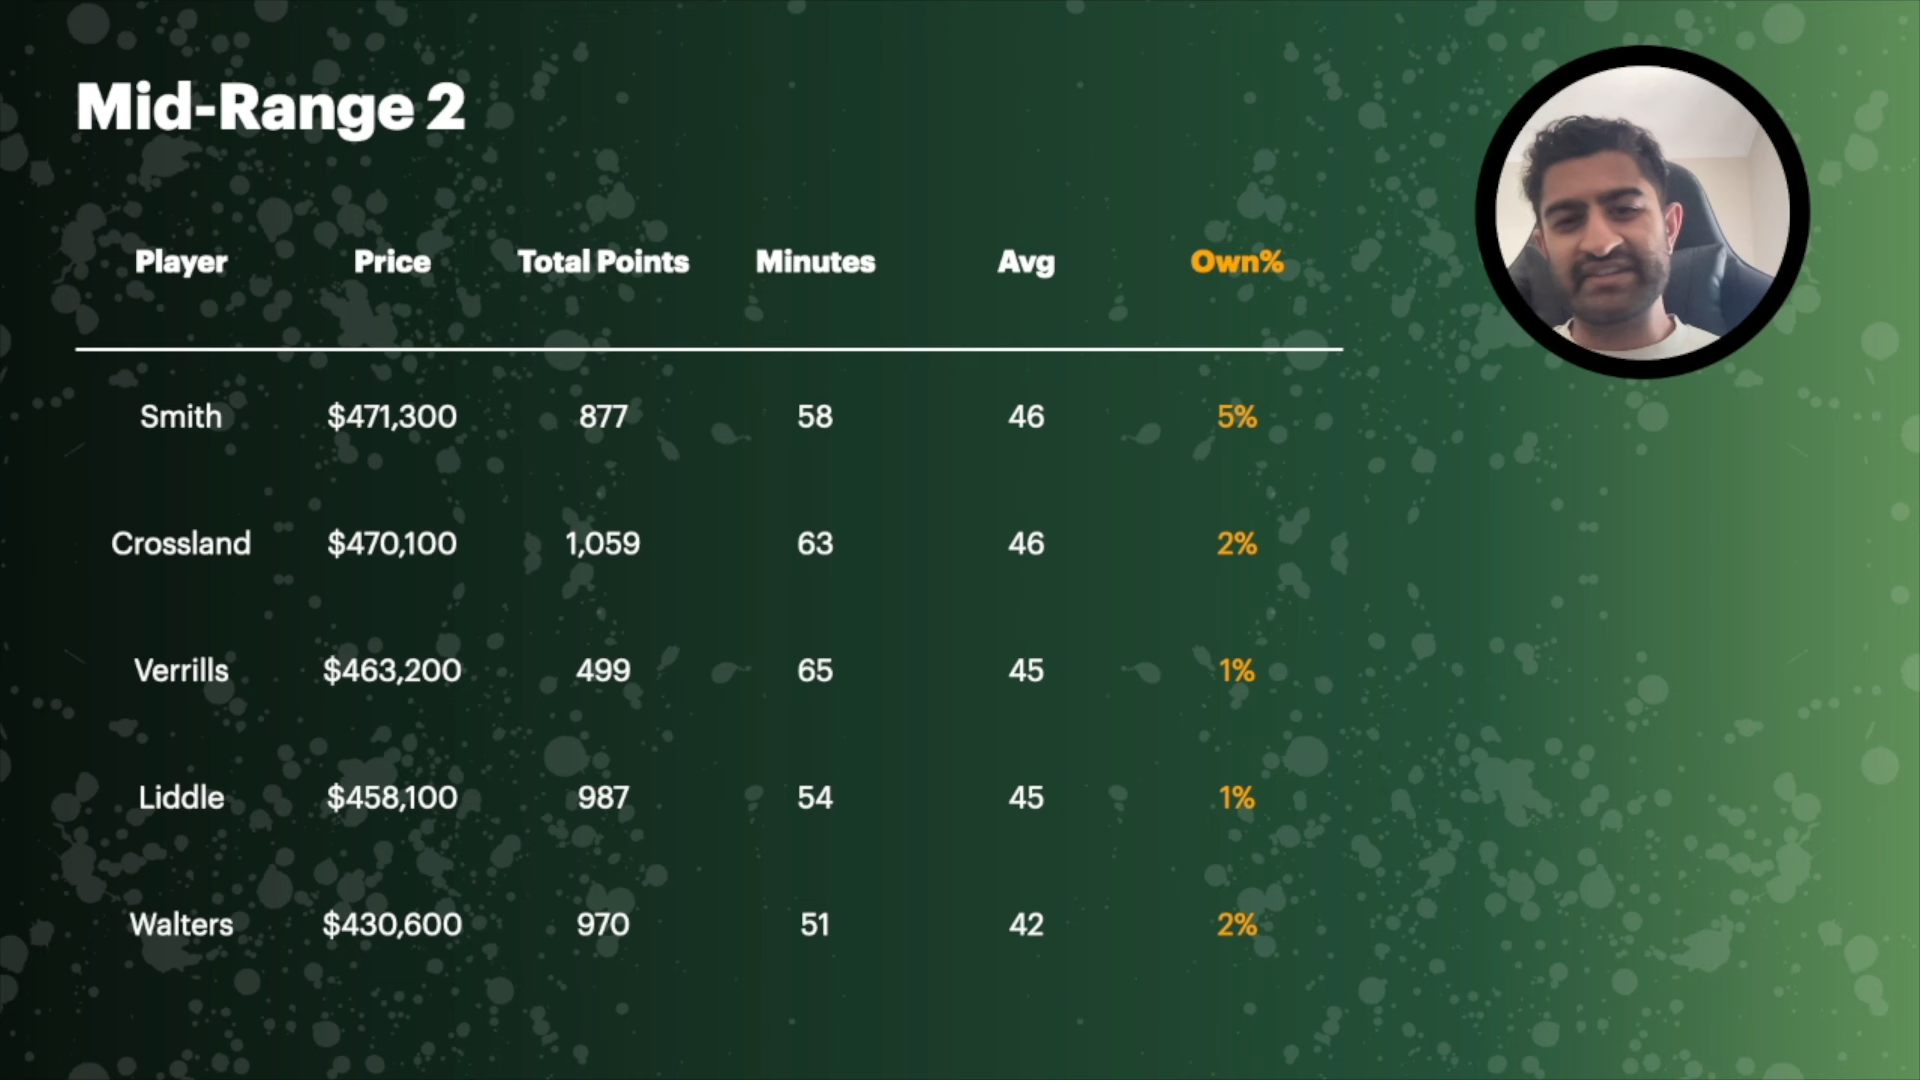 Mid-Range 2
Player Price Total Points Minutes Avg Own%
Smith $471,300 877 58 46 5%
Crossland $470,100 1,059 63 46 2%
Verrills $463,200 499 65 45 1%
Liddle $458,100 987 54 45 1%
Walters $430,600 970 51 42 2%